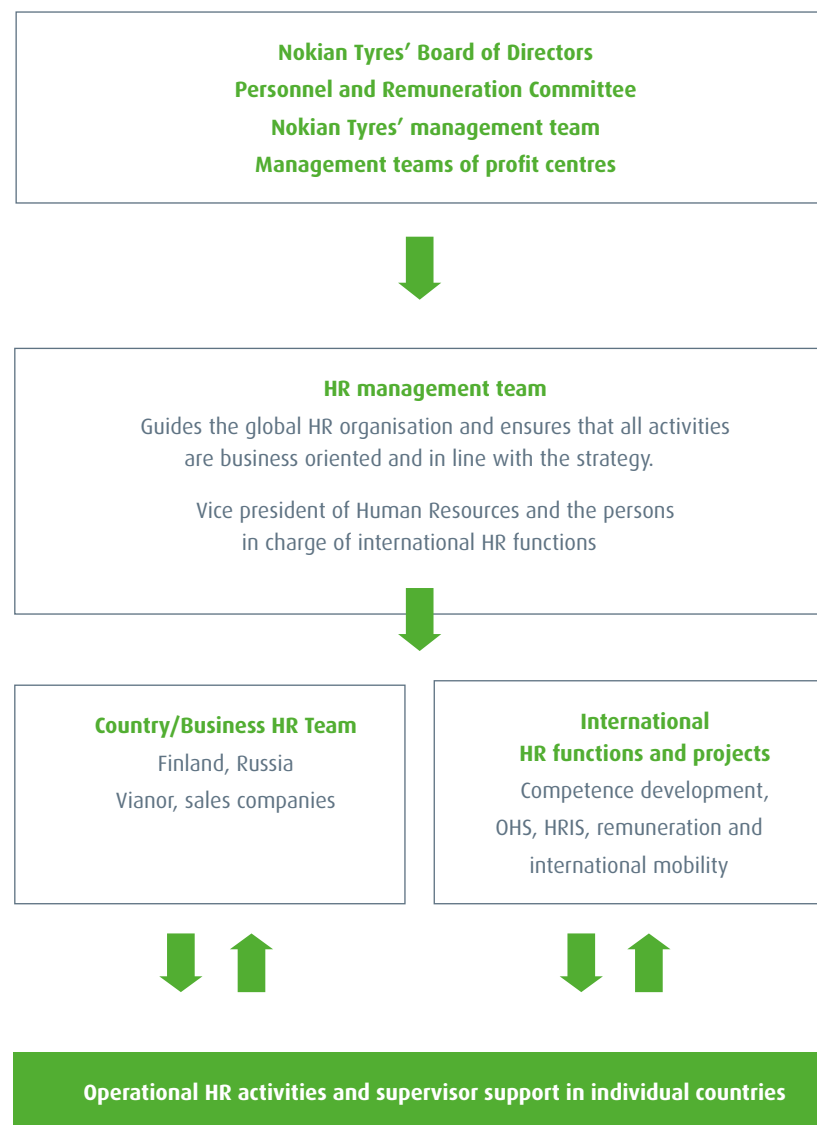 Nokian Tyres’ Board of Directors
Personnel and Remuneration Committee
Nokian Tyres’ management team
Management teams of profit centres
HR management team
Guides the global HR organisation and ensures that all activities
are business oriented and in line with the strategy.
Vice president of Human Resources and the persons
in charge of international HR functions
Country/Business HR Team
Finland, Russia
Vianor, sales companies
International
HR functions and projects
Competence development,
OHS, HRIS, remuneration and
international mobility
Operational HR activities and supervisor support in individual countries